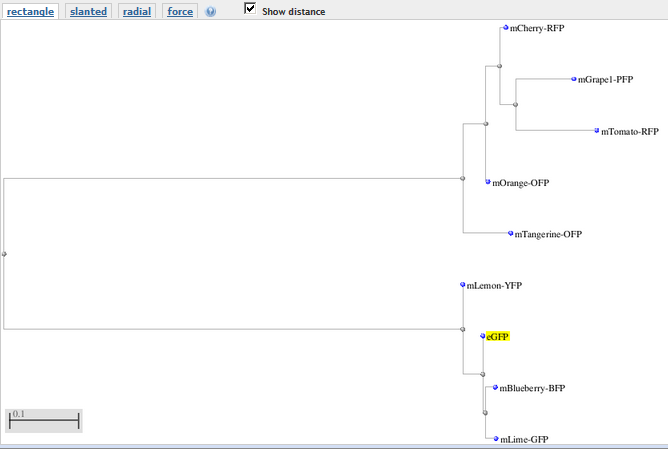 rectangle slanted radial force ? Show distance
mCherry-RFP
mGrape1-PFP
mTomato-RFP
mOrange-OFP
mTangerine-OFP
mLemon-YFP
eGFP
mBlueberry-BFP
0.1
mLime-GFP